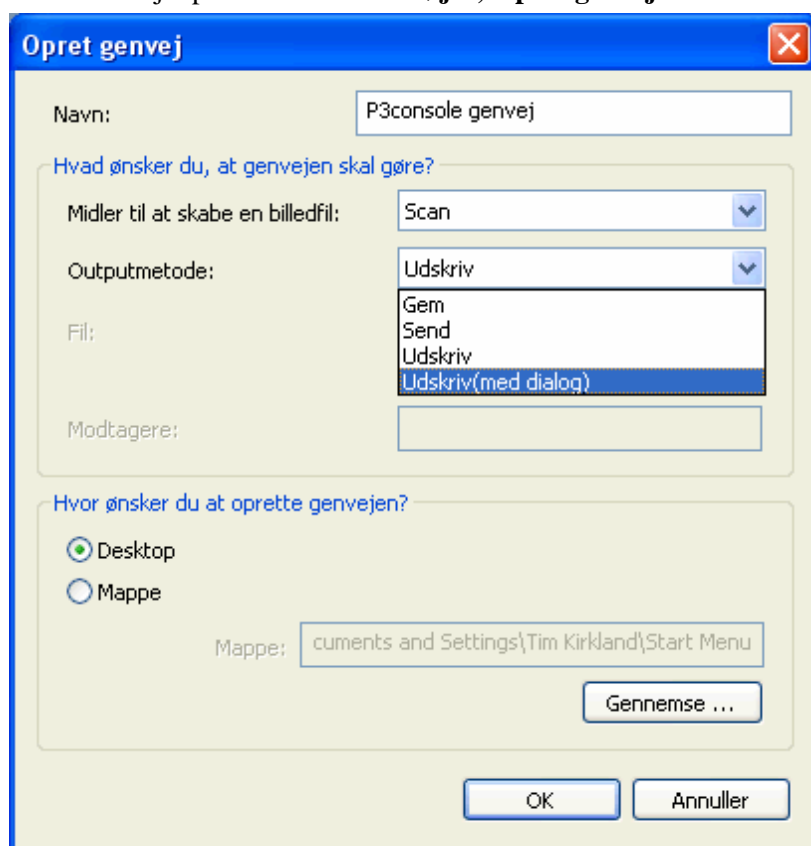 Opret genvej
Navn: P3console genvej
Hvad ønsker du, at genvejen skal gøre?
Midler til at skabe en billedfil: Scan
Outputmetode: Udskriv
Gem
Send
Udskriv
Udskriv(med dialog)
Fil:
Modtagere:
Hvor ønsker du at oprette genvejen?
Desktop
Mappe
Mappe: cuments and Settings\Tim Kirkland\Start Menu
Gennemse ...
OK Annuller